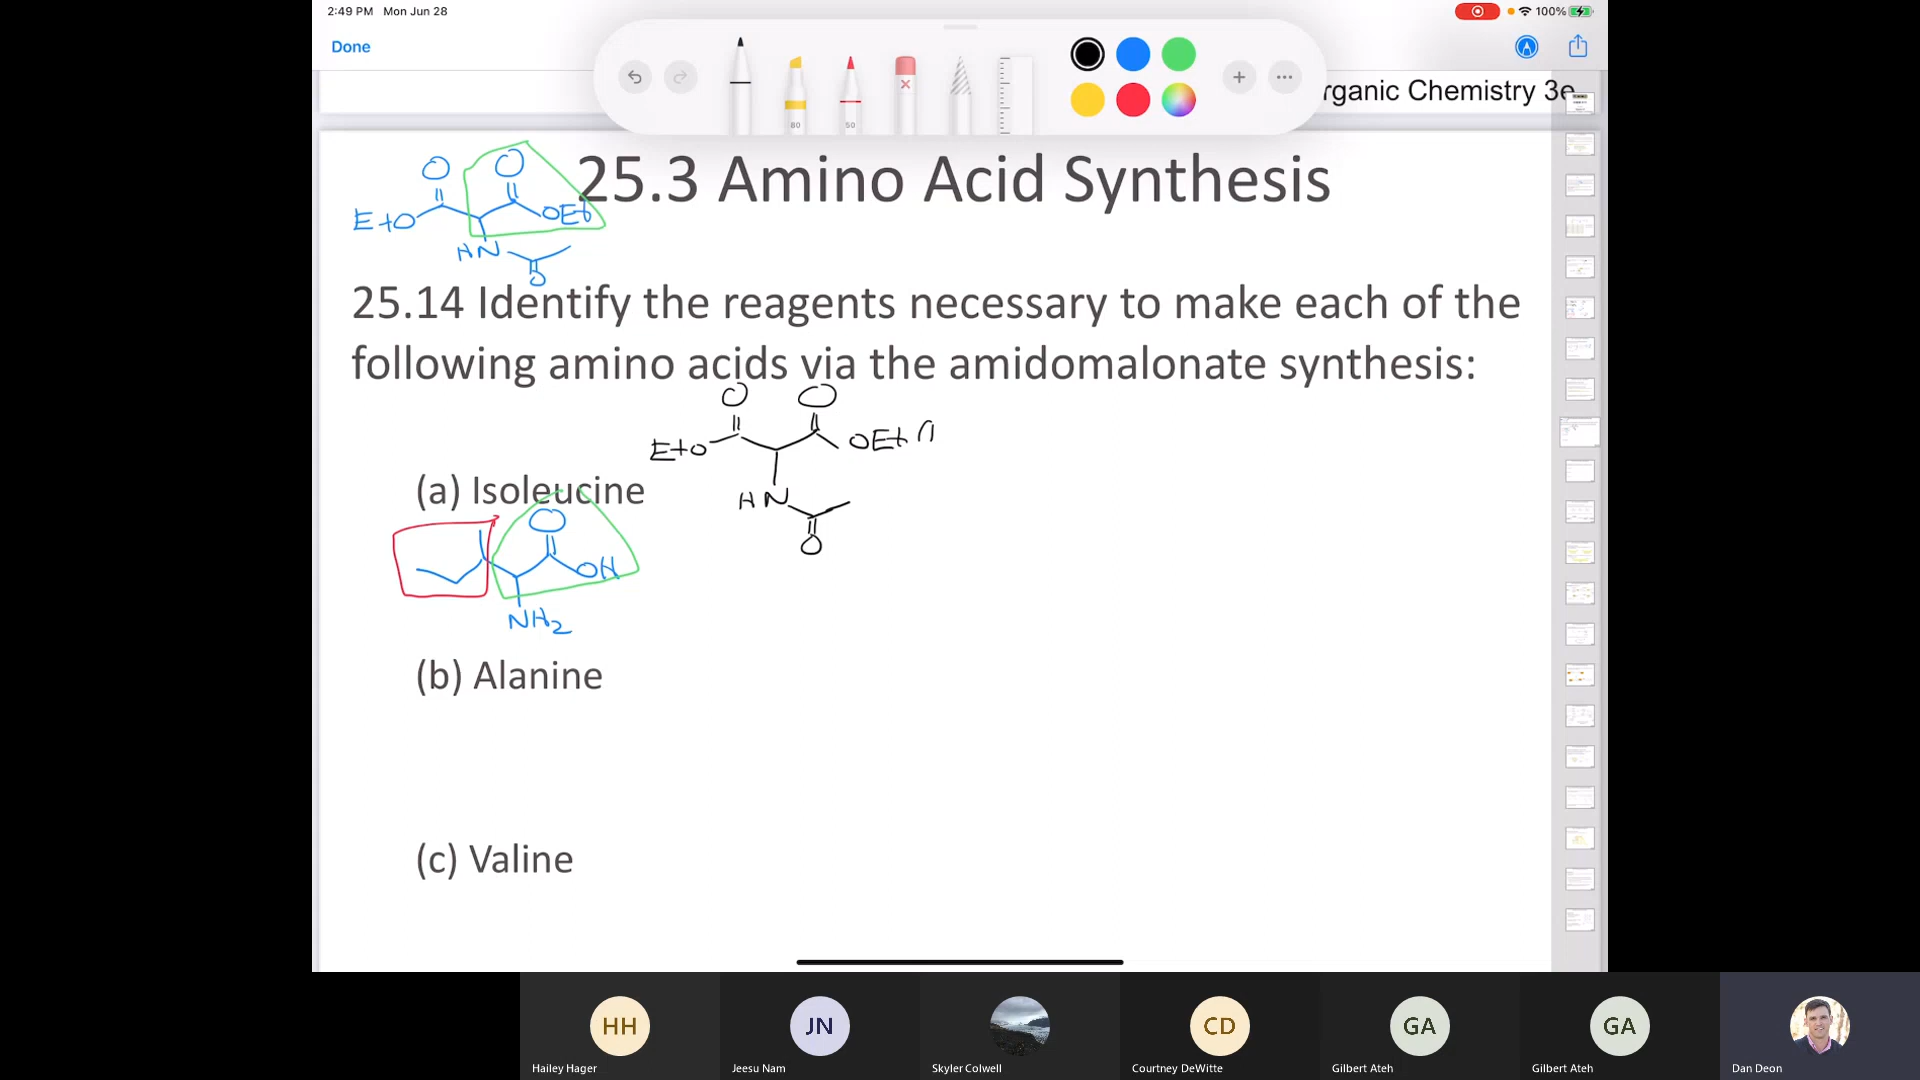 2:49 PM Mon Jun 28
100%
Done
80
50
rganic Chemistry 3e
25.3 Amino Acid Synthesis
O O
EtO
OEt
HN
O
25.14 Identify the reagents necessary to make each of the
following amino acids via the amidomalonate synthesis:
O O
EtO
OEt
HN
O
(a) Isoleucine
O
OH
NH2
(b) Alanine
(c) Valine
HH JN CD GA GA
Hailey Hager Jeesu Nam Skyler Colwell Courtney DeWitte Gilbert Ateh Gilbert Ateh Dan Deon